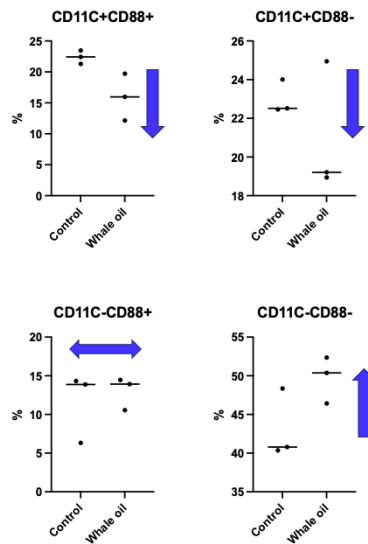 CD11C+CD88+
25
20
15
10
5
0
%
Control
Whale oil
CD11C+CD88-
26
24
22
20
18
%
Control
Whale oil
CD11C-CD88+
20
15
10
5
0
%
Control
Whale oil
CD11C-CD88-
55
50
45
40
35
%
Control
Whale oil